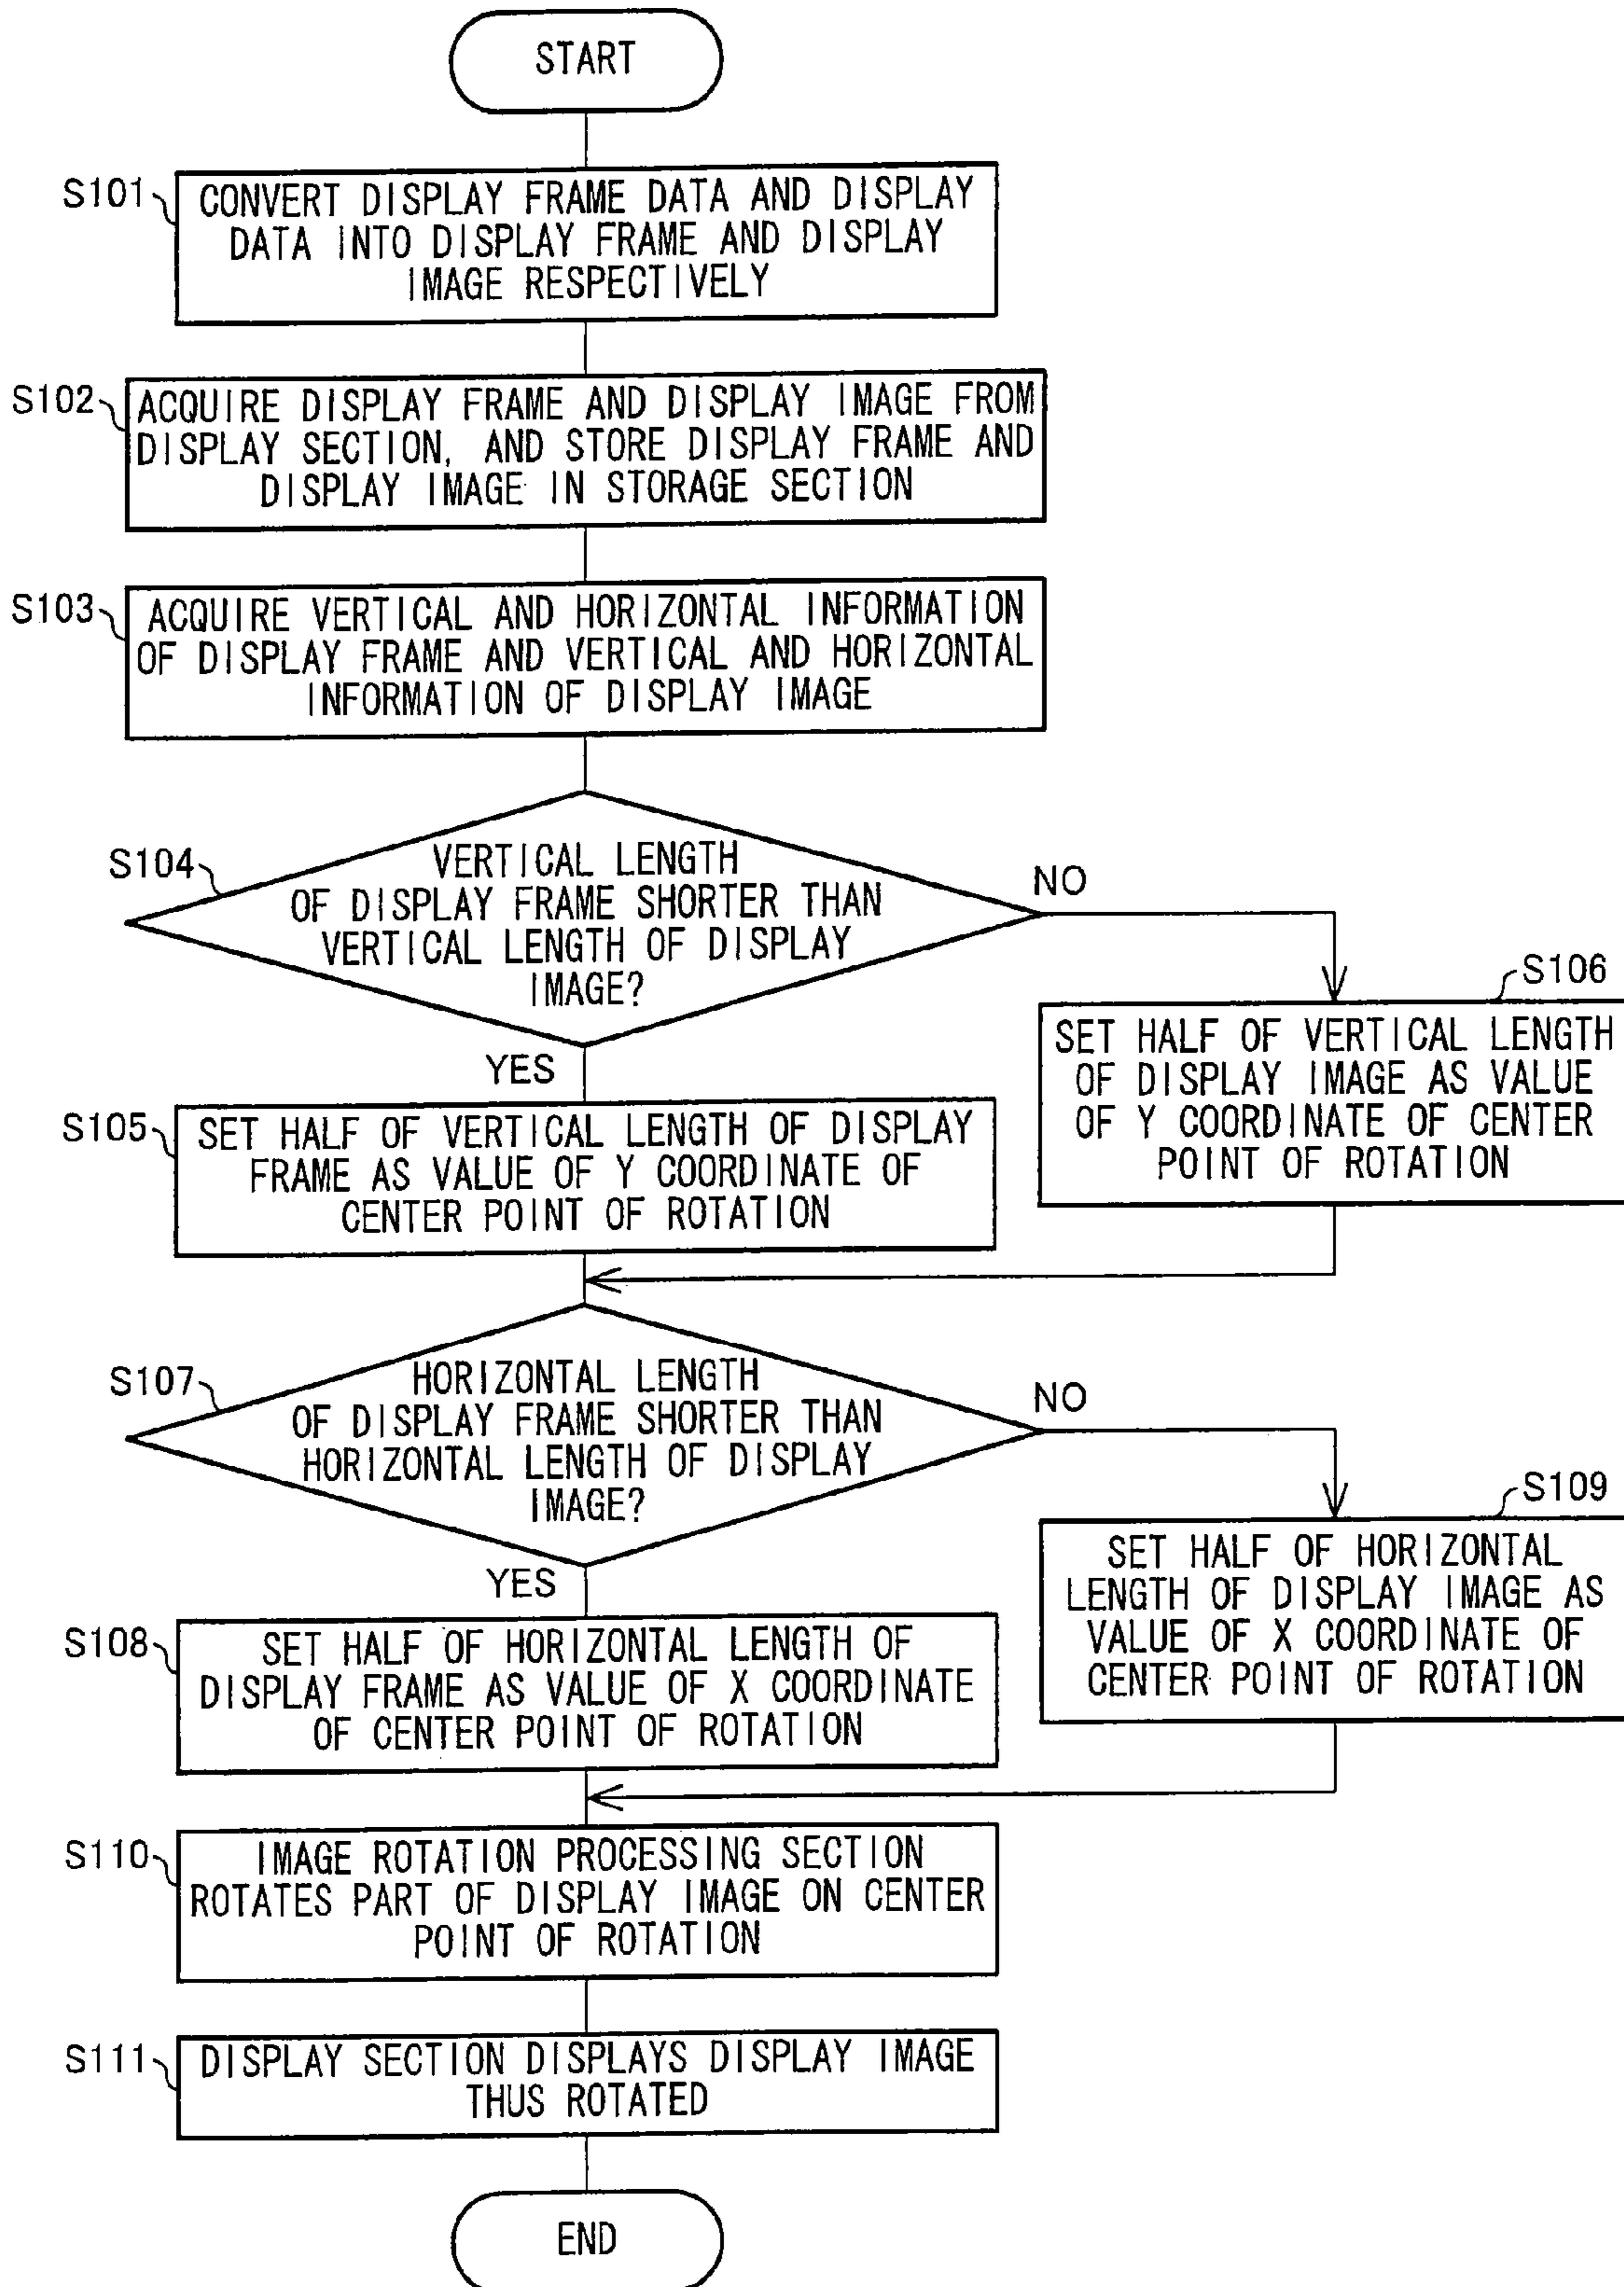 START
S101
CONVERT DISPLAY FRAME DATA AND DISPLAY
DATA INTO DISPLAY FRAME AND DISPLAY
IMAGE RESPECTIVELY
S102
ACQUIRE DISPLAY FRAME AND DISPLAY IMAGE FROM
DISPLAY SECTION, AND STORE DISPLAY FRAME AND
DISPLAY IMAGE IN STORAGE SECTION
S103
ACQUIRE VERTICAL AND HORIZONTAL INFORMATION
OF DISPLAY FRAME AND VERTICAL AND HORIZONTAL
INFORMATION OF DISPLAY IMAGE
S104
VERTICAL LENGTH
OF DISPLAY FRAME SHORTER THAN
VERTICAL LENGTH OF DISPLAY
IMAGE?
NO
YES
S106
SET HALF OF VERTICAL LENGTH
OF DISPLAY IMAGE AS VALUE
OF Y COORDINATE OF CENTER
POINT OF ROTATION
S105
SET HALF OF VERTICAL LENGTH OF DISPLAY
FRAME AS VALUE OF Y COORDINATE OF
CENTER POINT OF ROTATION
S107
HORIZONTAL LENGTH
OF DISPLAY FRAME SHORTER THAN
HORIZONTAL LENGTH OF DISPLAY
IMAGE?
NO
YES
S109
SET HALF OF HORIZONTAL
LENGTH OF DISPLAY IMAGE AS
VALUE OF X COORDINATE OF
CENTER POINT OF ROTATION
S108
SET HALF OF HORIZONTAL LENGTH OF
DISPLAY FRAME AS VALUE OF X COORDINATE
OF CENTER POINT OF ROTATION
S110
IMAGE ROTATION PROCESSING SECTION
ROTATES PART OF DISPLAY IMAGE ON CENTER
POINT OF ROTATION
S111
DISPLAY SECTION DISPLAYS DISPLAY IMAGE
THUS ROTATED
END